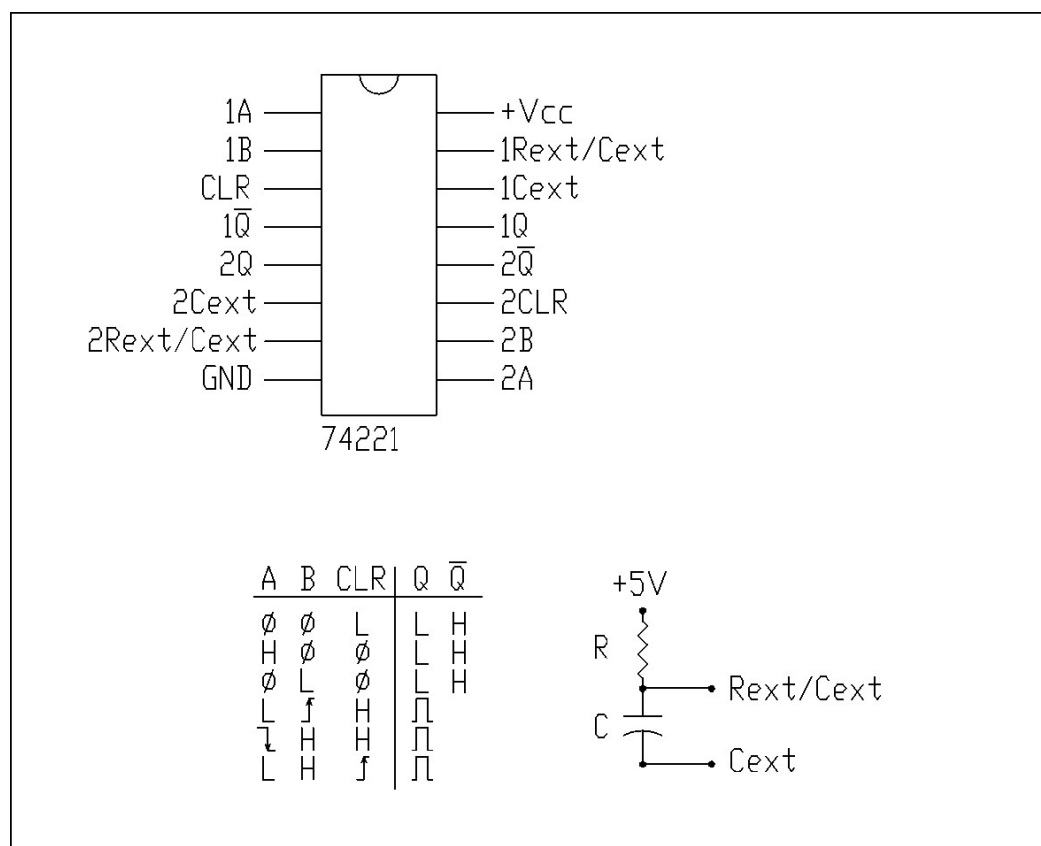 1A +Vcc
1B 1Rext/Cext
CLR 1Cext
1Q̅ 1Q
2Q 2Q̅
2Cext 2CLR
2Rext/Cext 2B
GND 2A
74221
A B CLR Q Q̅
Ø Ø L L H
H Ø Ø L H
Ø L Ø L H
L H
H H
L H
+5V
R
Rext/Cext
C
Cext